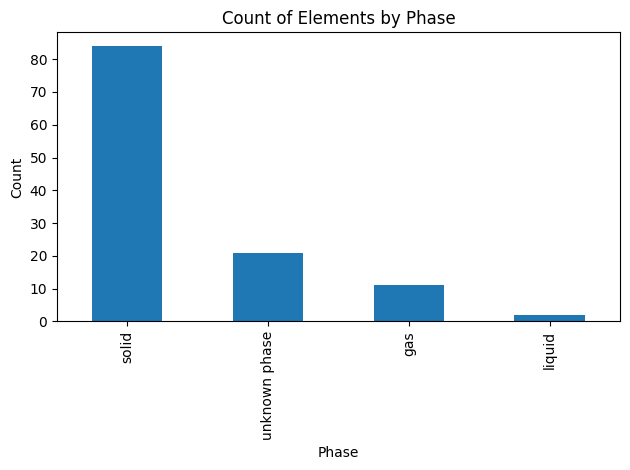 Count of Elements by Phase
Count
80
70
60
50
40
30
20
10
0
solid
unknown phase
gas
liquid
Phase